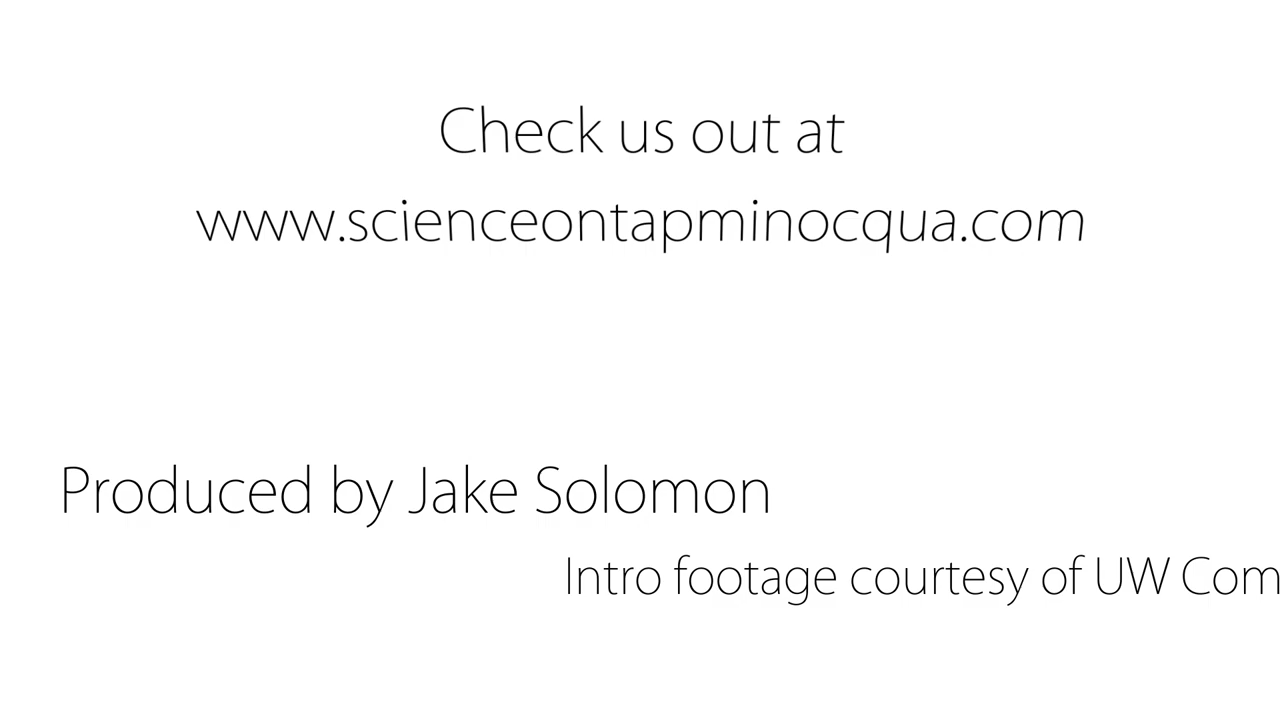 Check us out at
www.scienceontapminocqua.com
Produced by Jake Solomon
Intro footage courtesy of UW Com